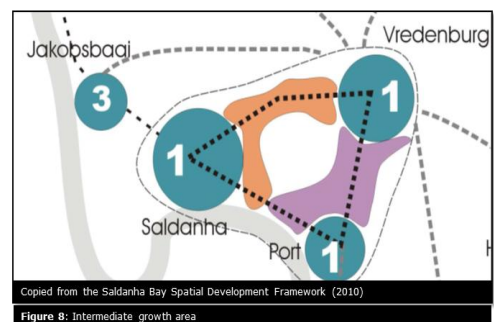 Vredenburg
Jakobsbaai
3
1
1
Saldanha
Port
1
H
Copied from the Saldanha Bay Spatial Development Framework (2010)
Figure 8: Intermediate growth area